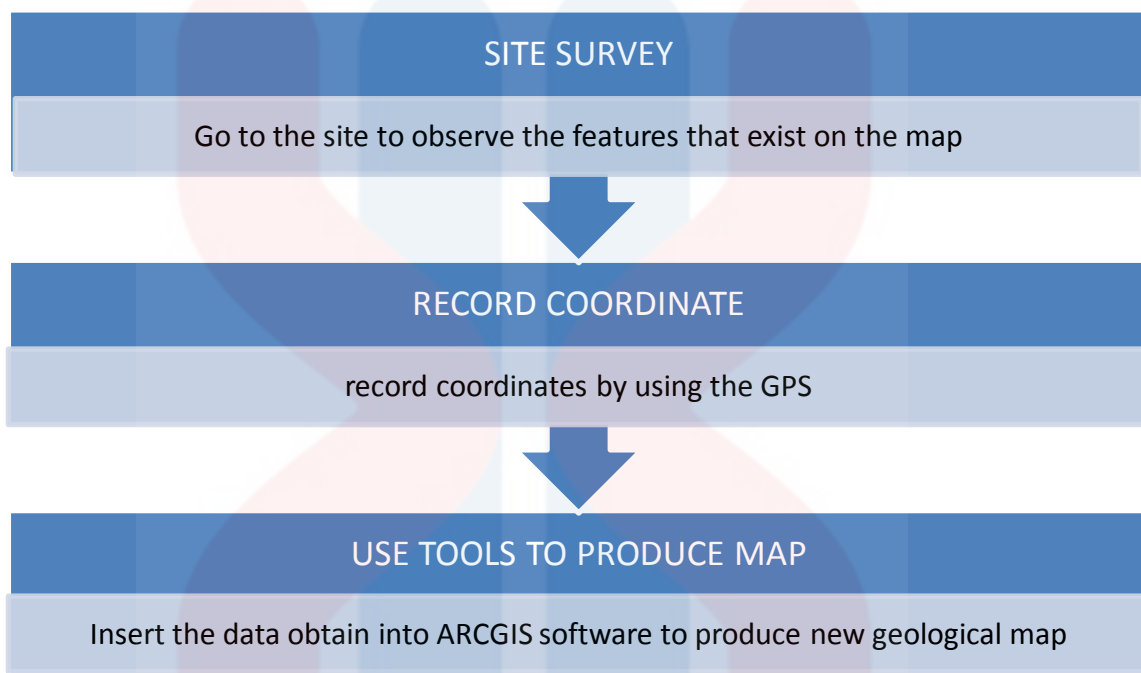 SITE SURVEY
Go to the site to observe the features that exist on the map
RECORD COORDINATE
record coordinates by using the GPS
USE TOOLS TO PRODUCE MAP
Insert the data obtain into ARCGIS software to produce new geological map